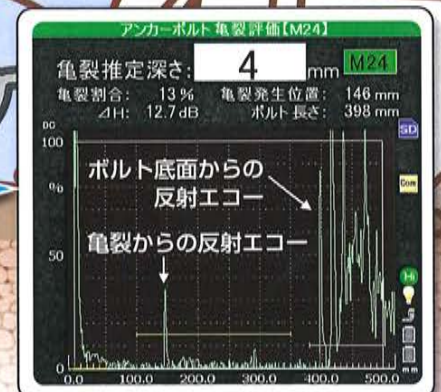 アンカーボルト亀裂評価【M24】
亀裂推定深さ: 4 mm M24
亀裂割合: 13 % 亀裂発生位置: 146 mm
⊿H: 12.7 dB ボルト長さ: 398 mm
DG
SD
100
%
ボルト底面からの
反射エコー
Com
亀裂からの反射エコー
50
Hi
0
0.0 100.0 200.0 300.0 400.0 500.0
mm